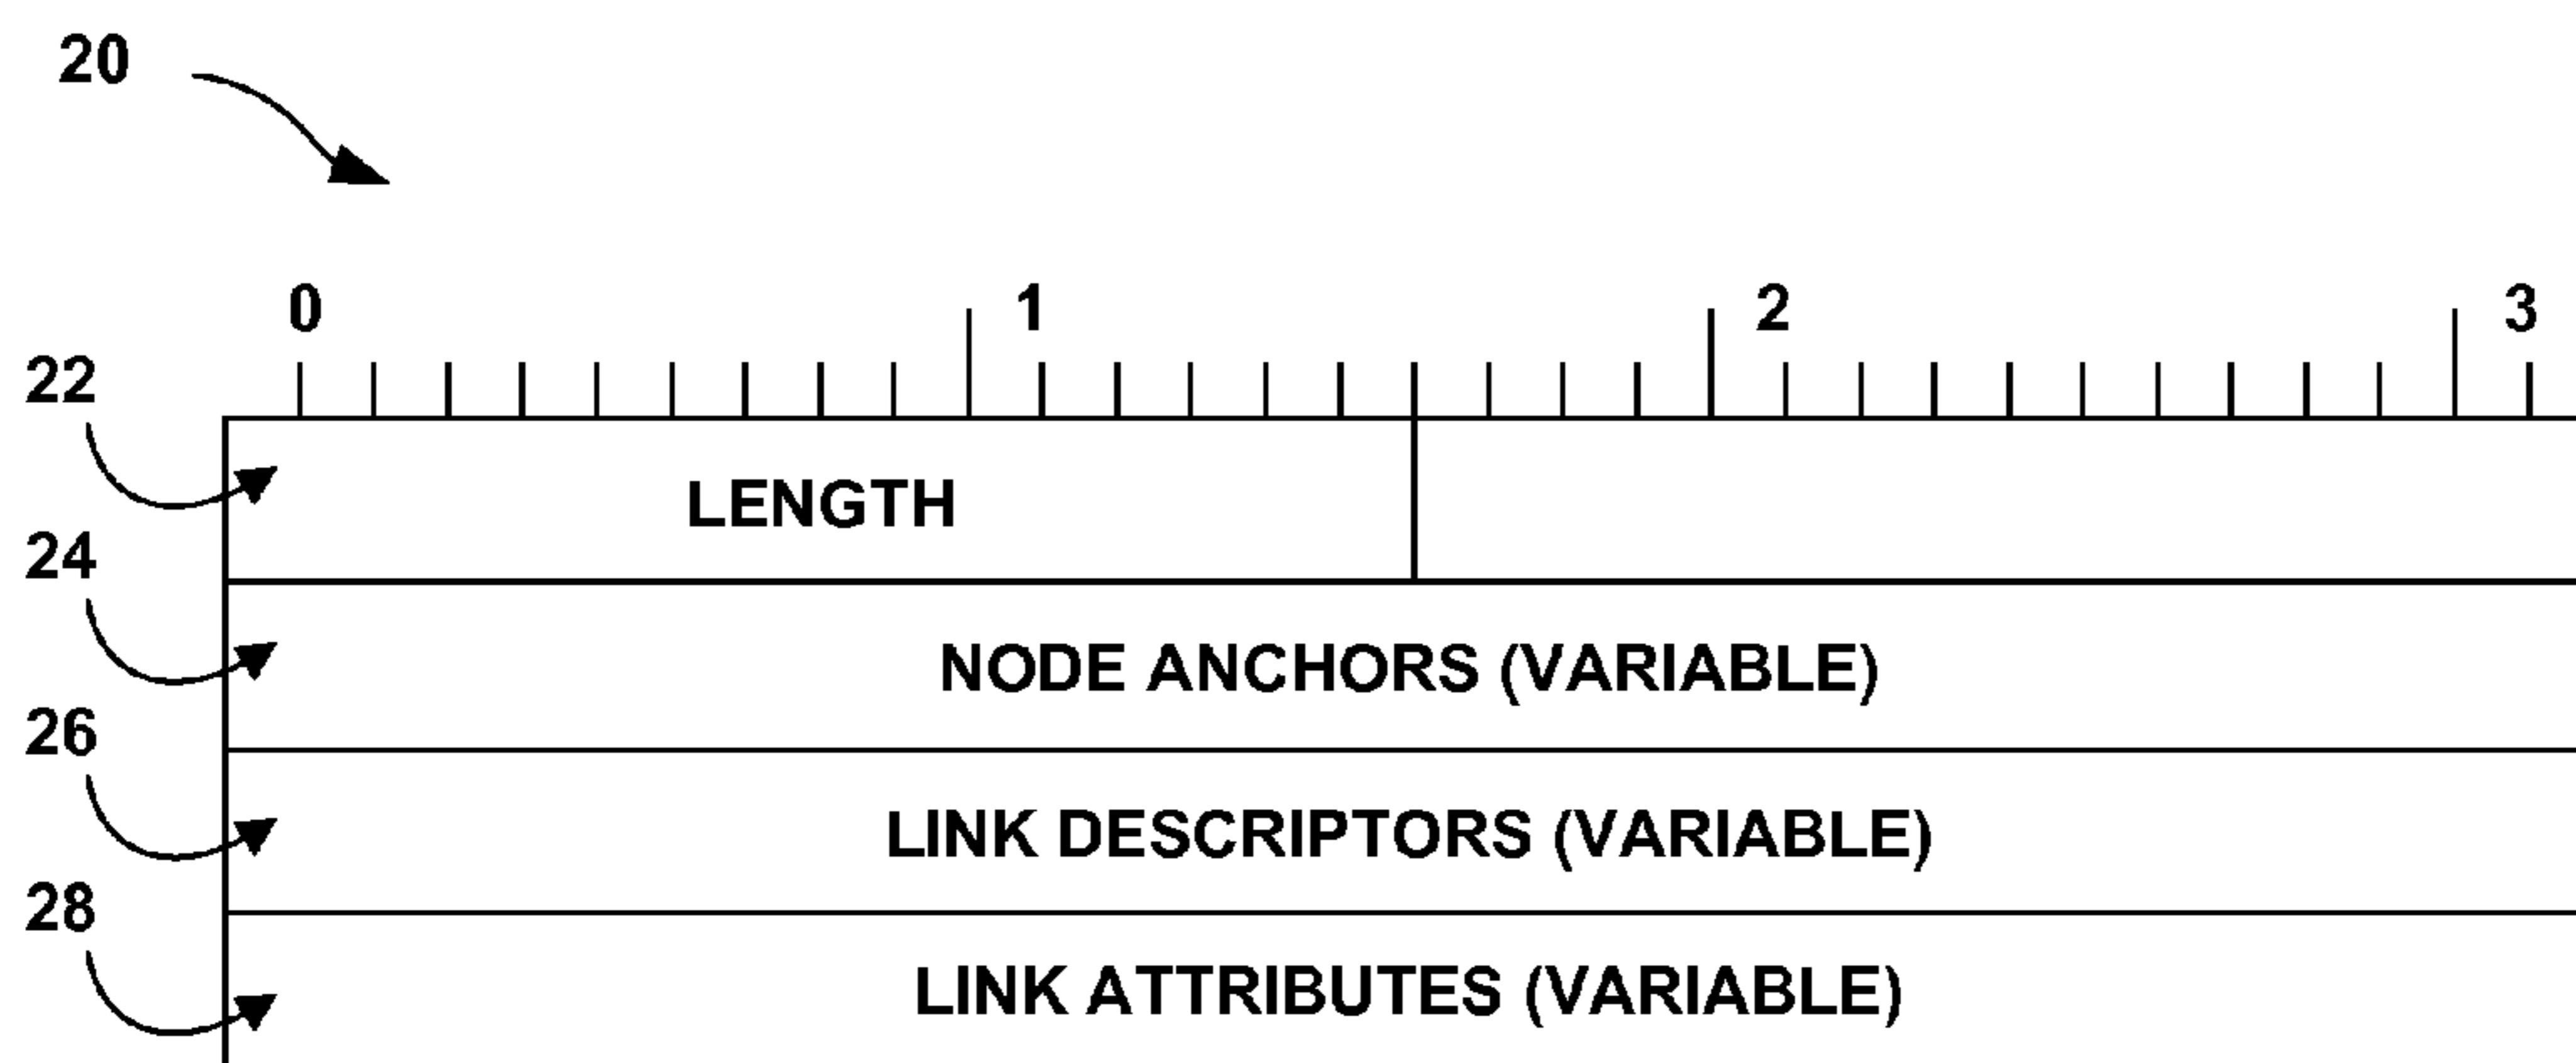 20
0 1 2 3
22
LENGTH
24
NODE ANCHORS (VARIABLE)
26
LINK DESCRIPTORS (VARIABLE)
28
LINK ATTRIBUTES (VARIABLE)